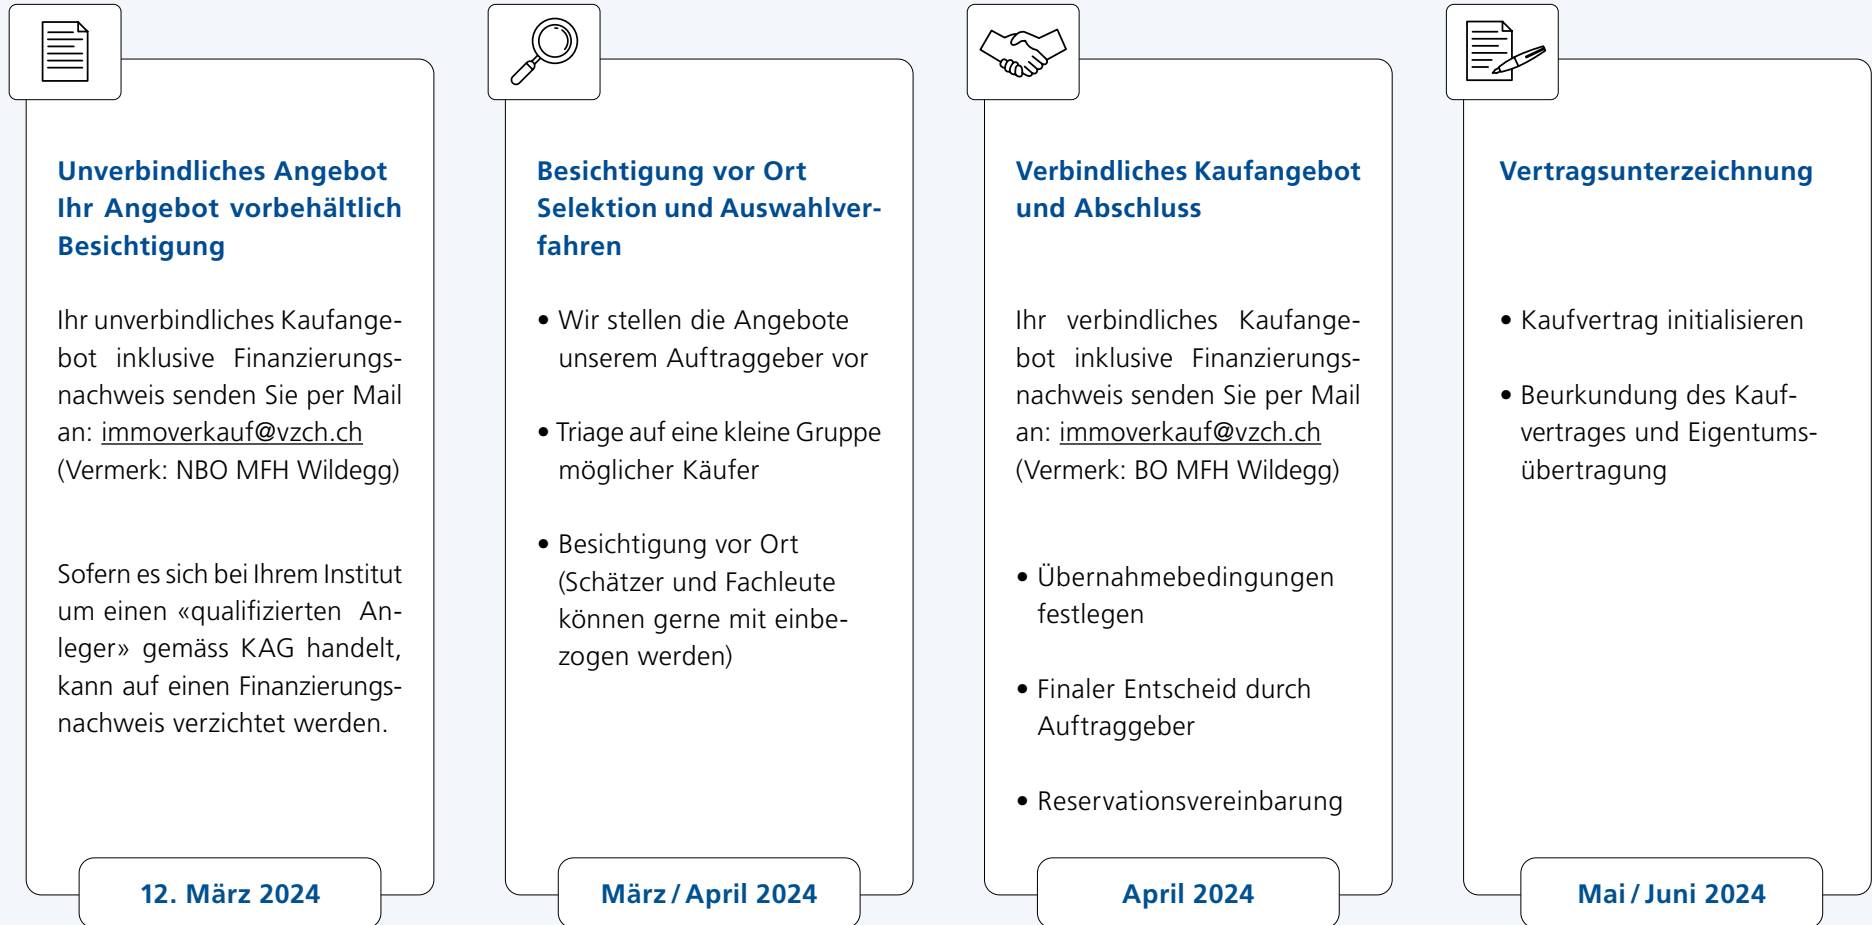 Unverbindliches Angebot
Ihr Angebot vorbehältlich
Besichtigung
Ihr unverbindliches Kaufange-
bot inklusive Finanzierungs-
nachweis senden Sie per Mail
an: immoverkauf@vzch.ch
(Vermerk: NBO MFH Wildegg)
Sofern es sich bei Ihrem Institut
um einen «qualifizierten An-
leger» gemäss KAG handelt,
kann auf einen Finanzierungs-
nachweis verzichtet werden.
12. März 2024
Besichtigung vor Ort
Selektion und Auswahlver-
fahren
• Wir stellen die Angebote
unserem Auftraggeber vor
• Triage auf eine kleine Gruppe
möglicher Käufer
• Besichtigung vor Ort
(Schätzer und Fachleute
können gerne mit einbe-
zogen werden)
März / April 2024
Verbindliches Kaufangebot
und Abschluss
Ihr verbindliches Kaufange-
bot inklusive Finanzierungs-
nachweis senden Sie per Mail
an: immoverkauf@vzch.ch
(Vermerk: BO MFH Wildegg)
• Übernahmebedingungen
festlegen
• Finaler Entscheid durch
Auftraggeber
• Reservationsvereinbarung
April 2024
Vertragsunterzeichnung
• Kaufvertrag initialisieren
• Beurkundung des Kauf-
vertrages und Eigentums-
übertragung
Mai / Juni 2024